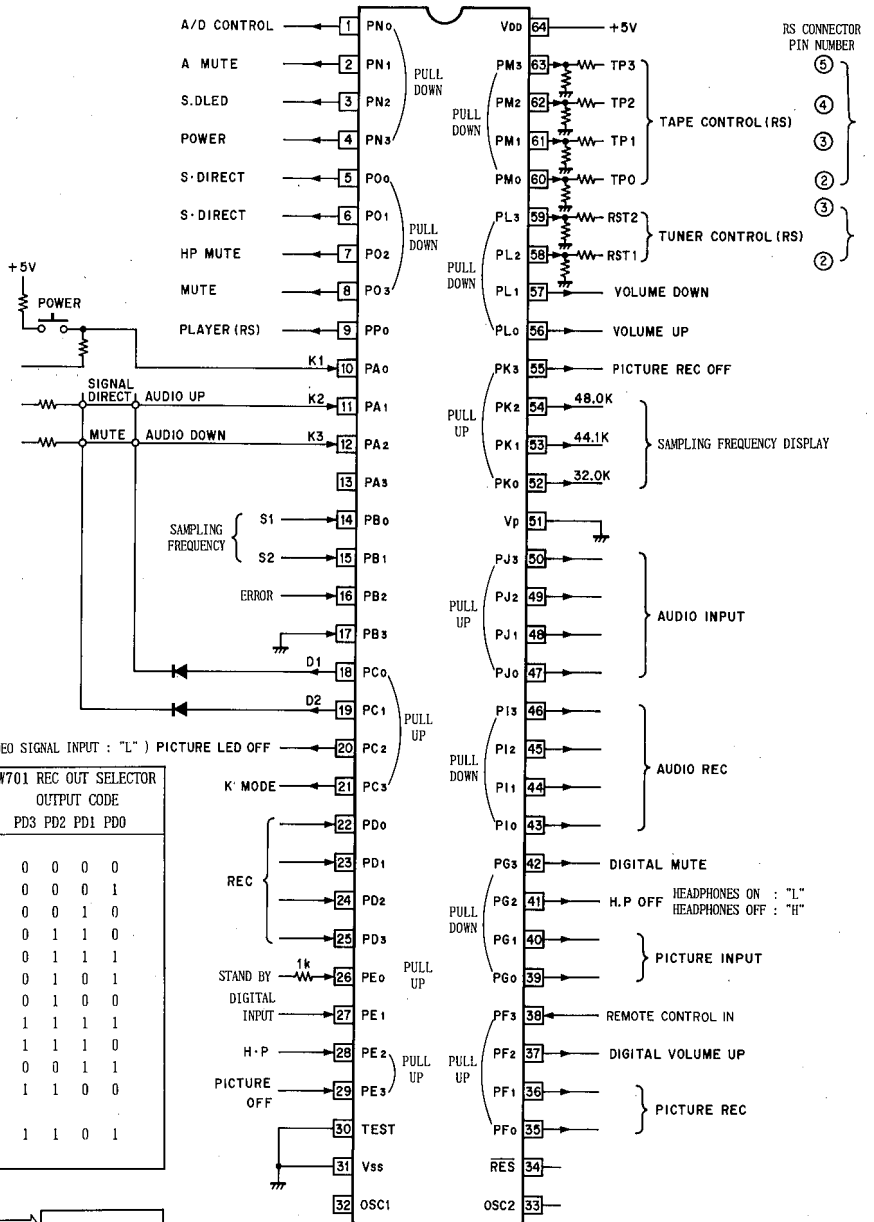 A/D CONTROL 1 PN0
A MUTE 2 PN1
S.DLED 3 PN2
POWER 4 PN3
PULL DOWN
S·DIRECT 5 PO0
S·DIRECT 6 PO1
HP MUTE 7 PO2
MUTE 8 PO3
PULL DOWN
PLAYER (RS) 9 PP0
+5V
POWER
K1 10 PA0
SIGNAL DIRECT AUDIO UP K2 11 PA1
MUTE AUDIO DOWN K3 12 PA2
13 PA3
SAMPLING FREQUENCY
S1 14 PB0
S2 15 PB1
ERROR 16 PB2
17 PB3
D1 18 PC0
D2 19 PC1
EO SIGNAL INPUT : "L" ) PICTURE LED OFF 20 PC2
K MODE 21 PC3
PULL UP
W701 REC OUT SELECTOR
OUTPUT CODE
PD3 PD2 PD1 PD0
0 0 0 0
0 0 0 1
0 0 1 0
0 1 1 0
0 1 1 1
0 1 0 1
0 1 0 0
1 1 1 1
1 1 1 0
0 0 1 1
1 1 0 0
1 1 0 1
REC
22 PD0
23 PD1
24 PD2
25 PD3
STAND BY 1k 26 PE0 PULL UP
DIGITAL INPUT 27 PE1
H·P 28 PE2
PICTURE OFF 29 PE3
PULL UP
30 TEST
31 Vss
32 OSC1
VDD 64 +5V
RS CONNECTOR
PIN NUMBER
PM3 63 TP3 ⑤
PM2 62 TP2 ④
PM1 61 TP1 ③
PM0 60 TP0 ②
PULL DOWN
TAPE CONTROL (RS)
PL3 59 RST2 ③
PL2 58 RST1 ②
TUNER CONTROL (RS)
PL1 57 VOLUME DOWN
PL0 56 VOLUME UP
PULL DOWN
PK3 55 PICTURE REC OFF
PK2 54 48.0K
PK1 53 44.1K
PK0 52 32.0K
PULL UP
SAMPLING FREQUENCY DISPLAY
Vp 51
PJ3 50
PJ2 49
PJ1 48
PJ0 47
PULL UP
AUDIO INPUT
PI3 46
PI2 45
PI1 44
PI0 43
PULL DOWN
AUDIO REC
PG3 42 DIGITAL MUTE
PG2 41 H.P OFF HEADPHONES ON : "L"
HEADPHONES OFF : "H"
PG1 40
PG0 39
PULL DOWN
PICTURE INPUT
PF3 38 REMOTE CONTROL IN
PF2 37 DIGITAL VOLUME UP
PF1 36
PF0 35
PULL UP
PICTURE REC
RES 34
OSC2 33